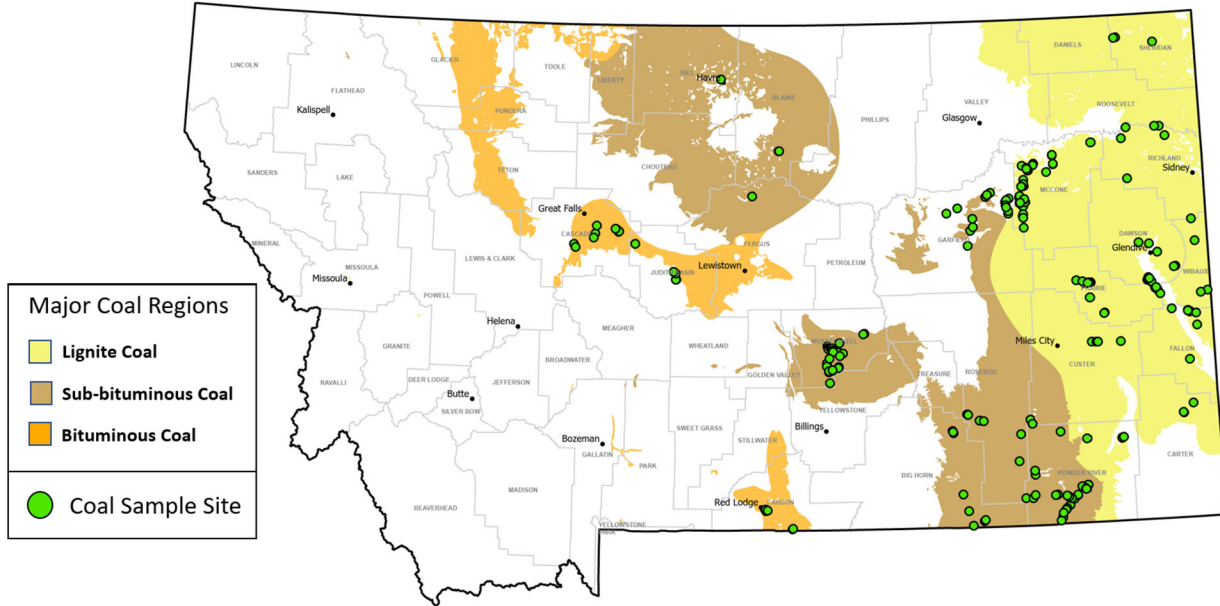 DANIELS
SHERIDAN
LINCOLN
FLATHEAD
GLACIER
TOOLE
LIBERTY
HILL
Havre
BLAINE
PHILLIPS
VALLEY
Glasgow
ROOSEVELT
Kalispell
PONDERA
RICHLAND
Sidney
SANDERS
LAKE
TETON
CHOUTEAU
MCCONE
Great Falls
CASCADE
FERGUS
GARFIELD
DAWSON
Glendive
MINERAL
MISSOULA
Missoula
LEWIS & CLARK
JUDITH BASIN
Lewistown
PETROLEUM
WIBAUX
PRAIRIE
POWELL
Major Coal Regions
Helena
MEAGHER
WHEATLAND
MUSSELSHELL
Miles City
FALLON
Lignite Coal
GRANITE
BROADWATER
GOLDEN VALLEY
TREASURE
ROSEBUD
CUSTER
Sub-bituminous Coal
RAVALLI
DEER LODGE
JEFFERSON
Butte
SILVER BOW
YELLOWSTONE
Bituminous Coal
SWEET GRASS
STILLWATER
Billings
Bozeman
GALLATIN
PARK
BIG HORN
POWDER RIVER
CARTER
Coal Sample Site
MADISON
BEAVERHEAD
Red Lodge
CARBON
YELLOWSTONE
PARK